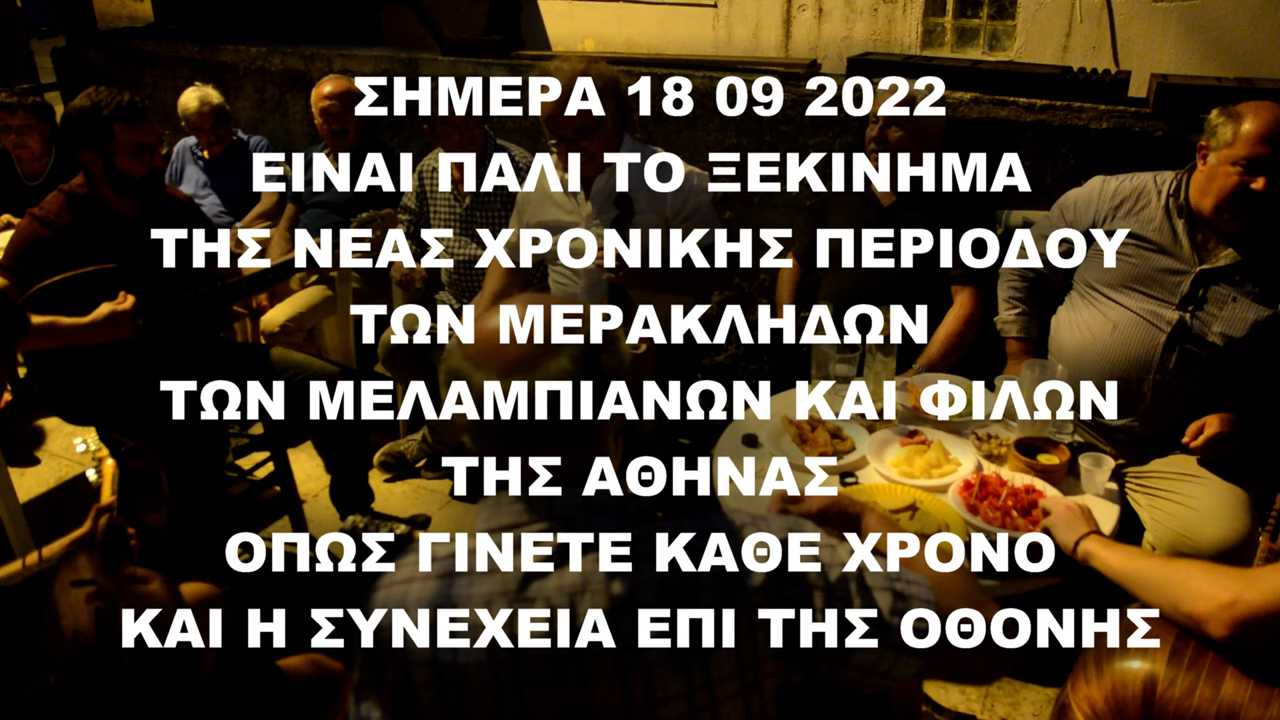 ΣΗΜΕΡΑ 18 09 2022
ΕΙΝΑΙ ΠΑΛΙ ΤΟ ΞΕΚΙΝΗΜΑ
ΤΗΣ ΝΕΑΣ ΧΡΟΝΙΚΗΣ ΠΕΡΙΟΔΟΥ
ΤΩΝ ΜΕΡΑΚΛΗΔΩΝ
ΤΩΝ ΜΕΛΑΜΠΙΑΝΩΝ ΚΑΙ ΦΙΛΩΝ
ΤΗΣ ΑΘΗΝΑΣ
ΟΠΩΣ ΓΙΝΕΤΕ ΚΑΘΕ ΧΡΟΝΟ
ΚΑΙ Η ΣΥΝΕΧΕΙΑ ΕΠΙ ΤΗΣ ΟΘΟΝΗΣ